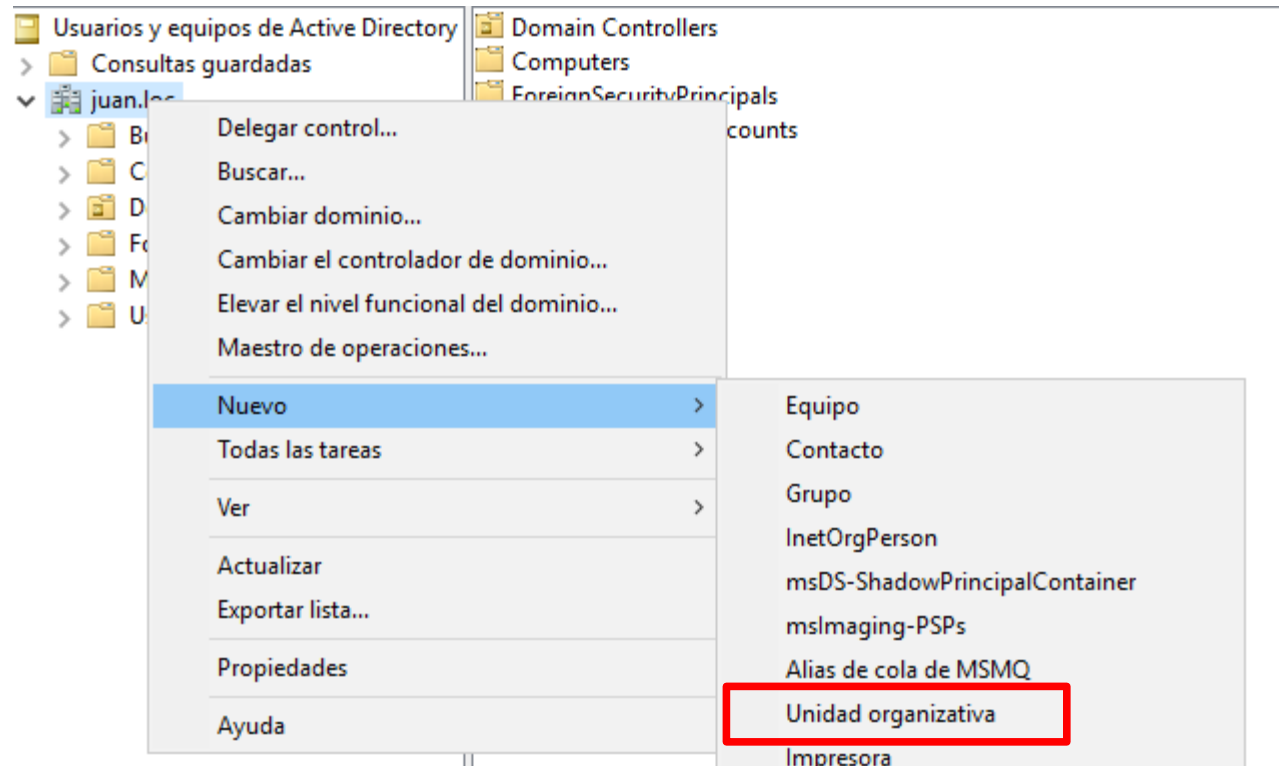 Usuarios y equipos de Active Directory
Consultas guardadas
juan.loc
Domain Controllers
Computers
ForeignSecurityPrincipals
counts
Delegar control...
Buscar...
Cambiar dominio...
Cambiar el controlador de dominio...
Elevar el nivel funcional del dominio...
Maestro de operaciones...
Nuevo
Todas las tareas
Ver
Actualizar
Exportar lista...
Propiedades
Ayuda
Equipo
Contacto
Grupo
InetOrgPerson
msDS-ShadowPrincipalContainer
msImaging-PSPs
Alias de cola de MSMQ
Unidad organizativa
Impresora